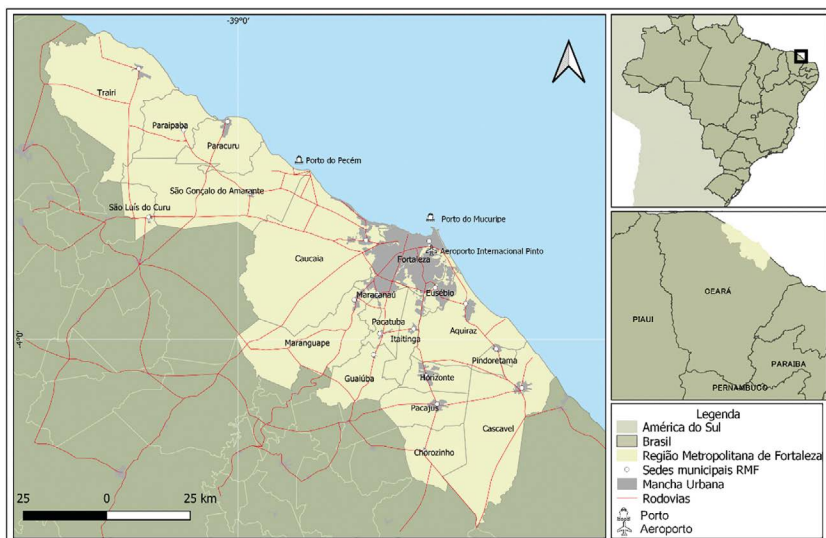 -39°0'
Trairi
Paraipaba
Paracuru
Porto do Pecém
São Gonçalo do Amarante
São Luís do Curu
Porto do Mucuripe
Aeroporto Internacional Pinto
Caucaia
Fortaleza
Maracanaú
Eusébio
Pacatuba
Aquiraz
Itaitinga
-4°0'
Maranguape
Pindoretama
Guaiúba
Horizonte
Pacajus
Cascavel
Chorozinho
25 0 25 km
CEARÁ
PIAUI
PARAIBA
PERNAMBUCO
Legenda
América do Sul
Brasil
Região Metropolitana de Fortaleza
Sedes municipais RMF
Mancha Urbana
Rodovias
Porto
Aeroporto